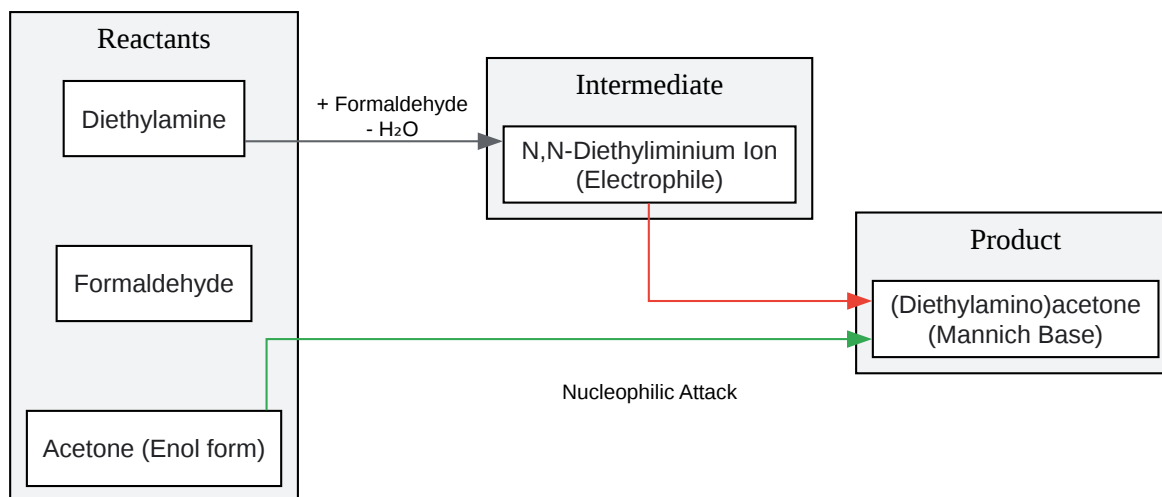 Reactants
Diethylamine
Formaldehyde
Acetone (Enol form)
+ Formaldehyde
- H₂O
Intermediate
N,N-Diethyliminium Ion
(Electrophile)
Nucleophilic Attack
Product
(Diethylamino)acetone
(Mannich Base)